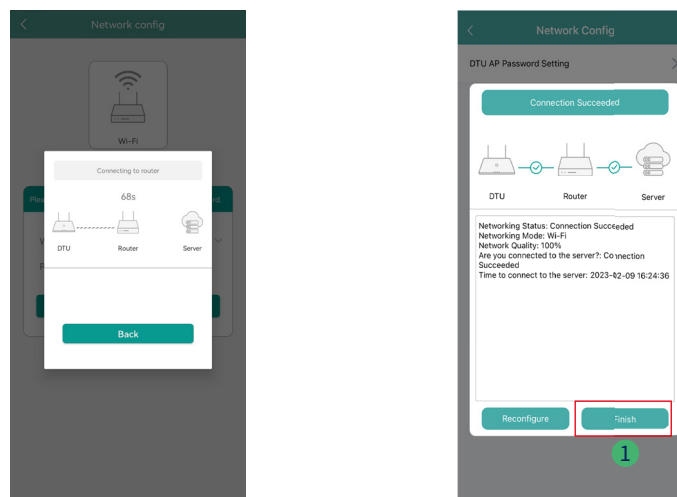 Network config
Wi-Fi
Connecting to router
68s
DTU Router Server
Back
Network Config
DTU AP Password Setting
Connection Succeeded
DTU Router Server
Networking Status: Connection Succeeded
Networking Mode: Wi-Fi
Network Quality: 100%
Are you connected to the server?: Connection
Succeeded
Time to connect to the server: 2023-02-09 16:24:36
Reconfigure Finish
1